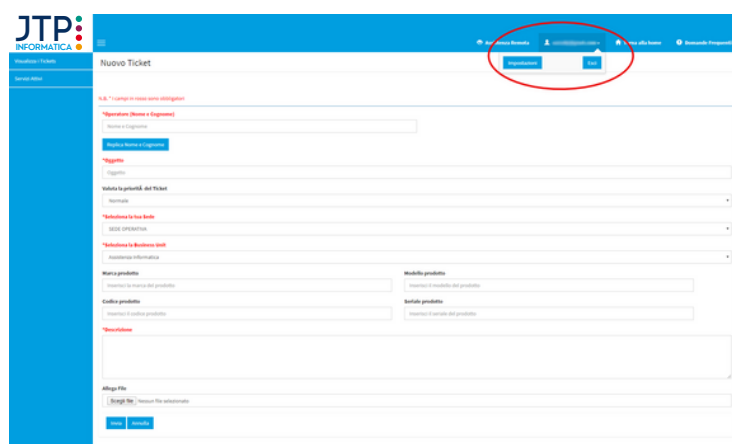 JTP
INFORMATICA
Assistenza Remota
Torna alla home
Domande Frequenti
Visualizza i Tickets
Servizi Attivi
Nuovo Ticket
Impostazioni
Esci
N.B. * i campi in rosso sono obbligatori
*Operatore (Nome e Cognome)
Nome e Cognome
Replica Nome e Cognome
*Oggetto
Oggetto
Valuta la prioritÃ del Ticket
Normale
*Seleziona la tua Sede
SEDE OPERATIVA
*Seleziona la Business Unit
Assistenza Informatica
Marca prodotto
Modello prodotto
Inserisci la marca del prodotto
Inserisci il modello del prodotto
Codice prodotto
Seriale prodotto
Inserisci il codice prodotto
Inserisci il seriale del prodotto
*Descrizione
Allega File
Scegli file Nessun file selezionato
Invia
Annulla